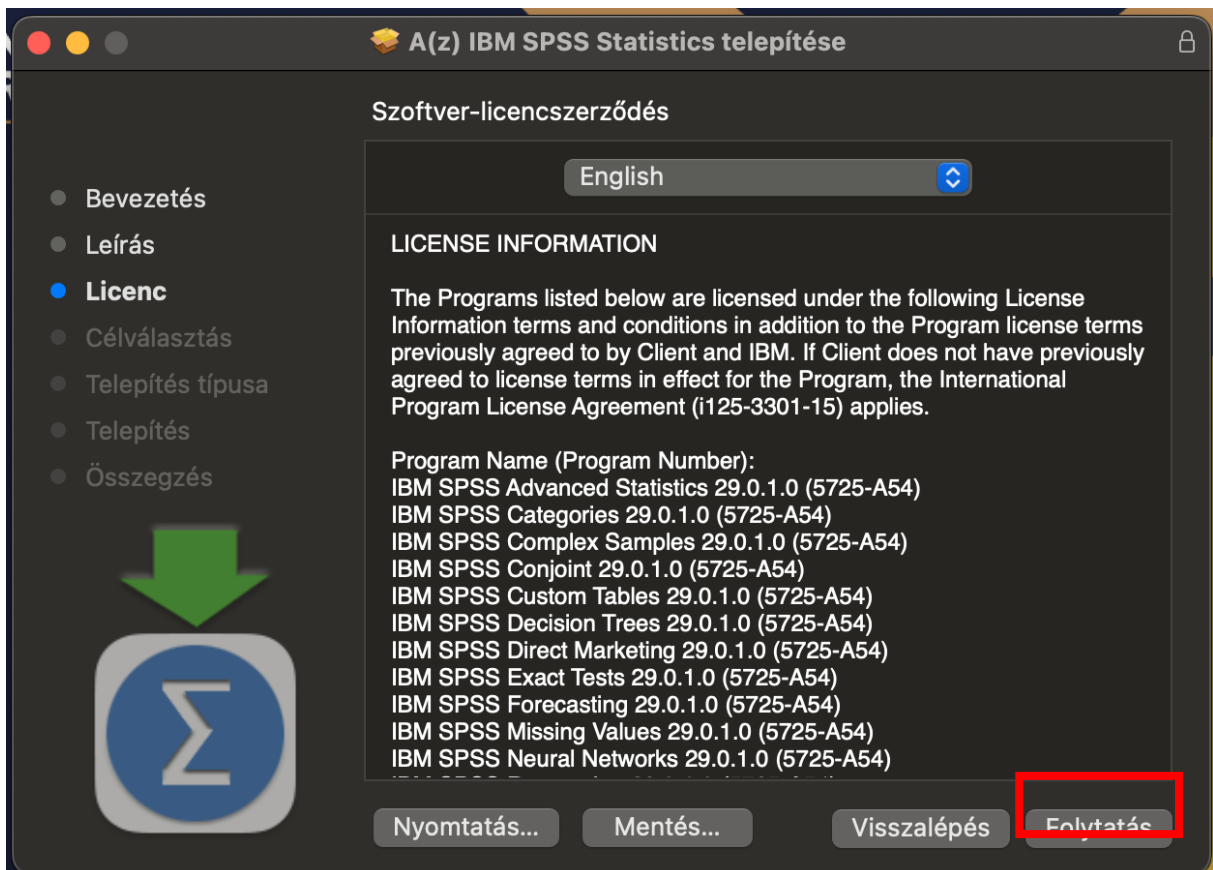 A(z) IBM SPSS Statistics telepítése
Szoftver-licencszerződés
Bevezetés
Leírás
Licenc
Célválasztás
Telepítés típusa
Telepítés
Összegzés
English
LICENSE INFORMATION
The Programs listed below are licensed under the following License
Information terms and conditions in addition to the Program license terms
previously agreed to by Client and IBM. If Client does not have previously
agreed to license terms in effect for the Program, the International
Program License Agreement (i125-3301-15) applies.
Program Name (Program Number):
IBM SPSS Advanced Statistics 29.0.1.0 (5725-A54)
IBM SPSS Categories 29.0.1.0 (5725-A54)
IBM SPSS Complex Samples 29.0.1.0 (5725-A54)
IBM SPSS Conjoint 29.0.1.0 (5725-A54)
IBM SPSS Custom Tables 29.0.1.0 (5725-A54)
IBM SPSS Decision Trees 29.0.1.0 (5725-A54)
IBM SPSS Direct Marketing 29.0.1.0 (5725-A54)
IBM SPSS Exact Tests 29.0.1.0 (5725-A54)
IBM SPSS Forecasting 29.0.1.0 (5725-A54)
IBM SPSS Missing Values 29.0.1.0 (5725-A54)
IBM SPSS Neural Networks 29.0.1.0 (5725-A54)
Σ
Nyomtatás... Mentés... Visszalépés Folytatás